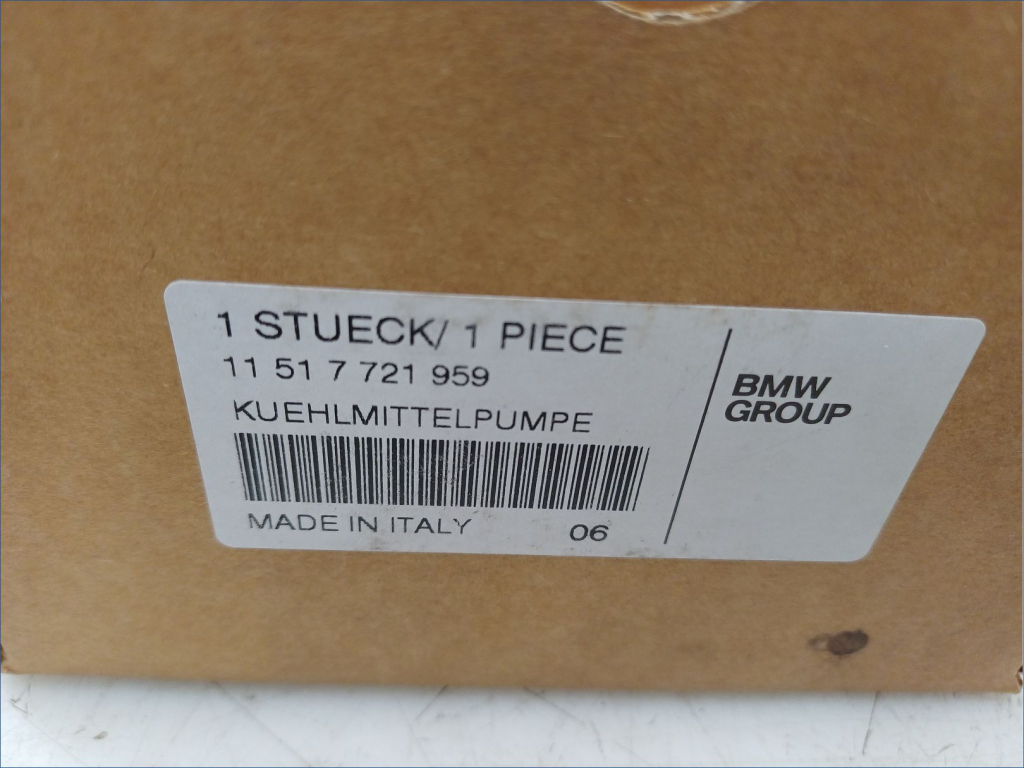 1 STUECK/ 1 PIECE
11 51 7 721 959
KUEHLMITTELPUMPE
MADE IN ITALY 06
BMW
GROUP